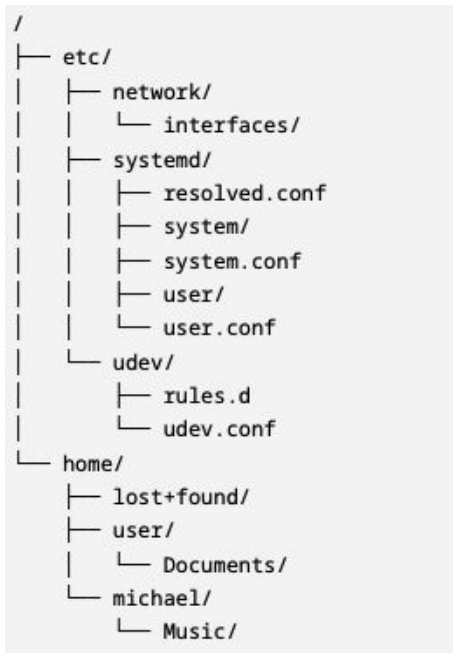 /
├── etc/
│   ├── network/
│   │   └── interfaces/
│   ├── systemd/
│   │   ├── resolved.conf
│   │   ├── system/
│   │   ├── system.conf
│   │   ├── user/
│   │   └── user.conf
│   └── udev/
│       ├── rules.d
│       └── udev.conf
└── home/
    ├── lost+found/
    ├── user/
    │   └── Documents/
    └── michael/
        └── Music/